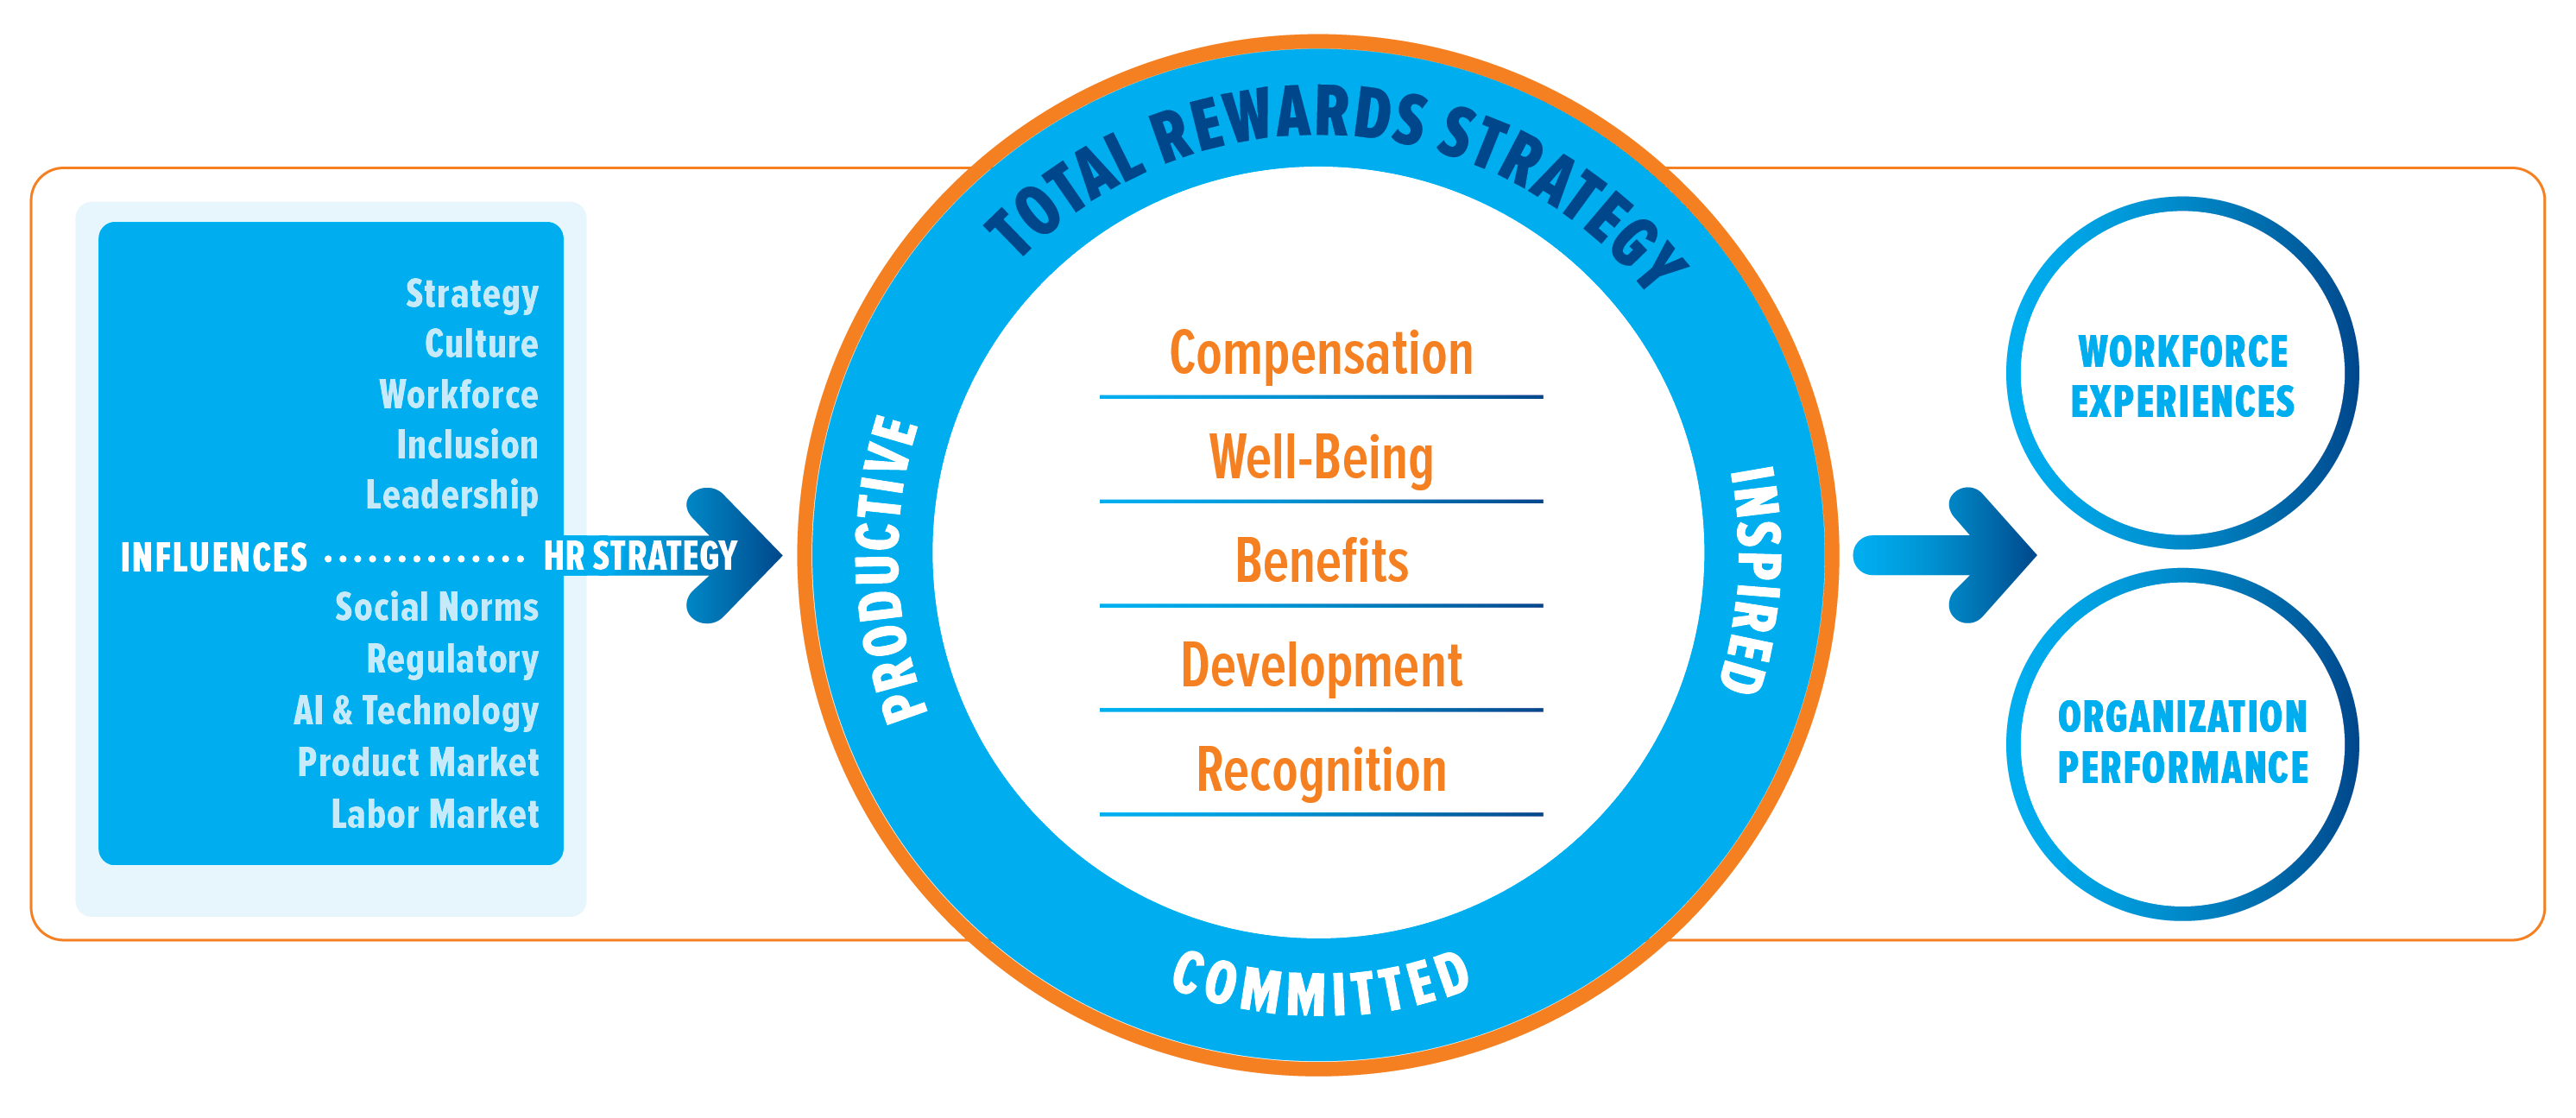 Strategy
Culture
Workforce
Inclusion
Leadership
INFLUENCES
HR STRATEGY
Social Norms
Regulatory
AI & Technology
Product Market
Labor Market
TOTAL REWARDS STRATEGY
PRODUCTIVE
Compensation
Well-Being
Benefits
Development
Recognition
INSPIRED
COMMITTED
WORKFORCE
EXPERIENCES
ORGANIZATION
PERFORMANCE